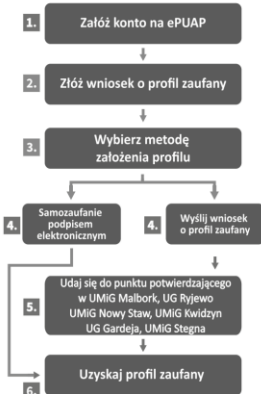 1. Załóż konto na ePUAP
2. Złóż wniosek o profil zaufany
3. Wybierz metodę
założenia profilu
4. Samozaufanie
podpisem
elektronicznym
4. Wyślij wniosek
o profil zaufany
5. Udaj się do punktu potwierdzającego
w UMiG Malbork, UG Ryjewo
UMiG Nowy Staw, UMiG Kwidzyn
UG Gardeja, UMiG Stegna
6. Uzyskaj profil zaufany